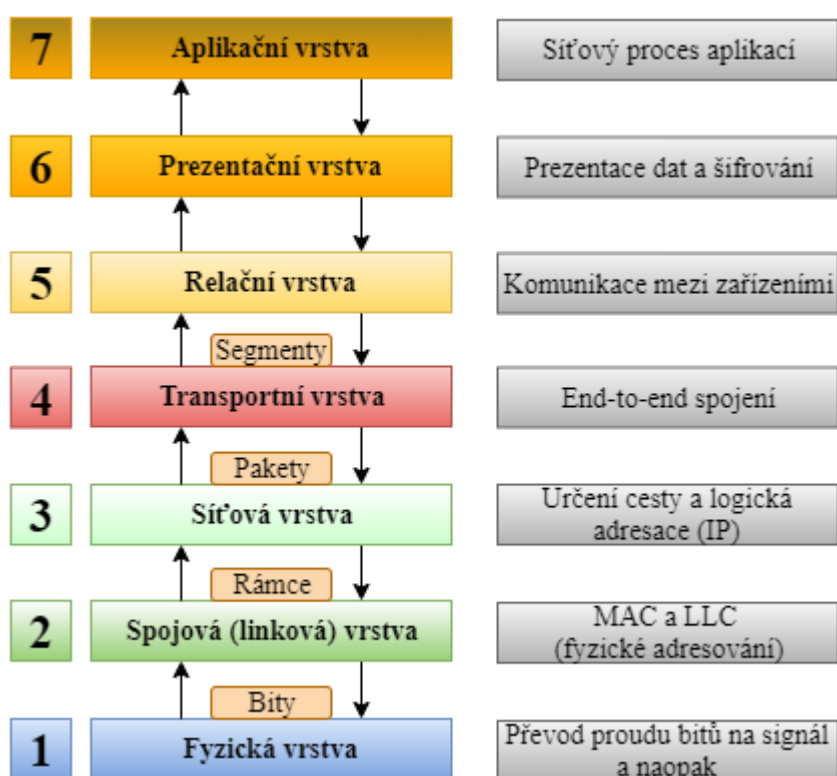 7
Aplikační vrstva
Síťový proces aplikací
6
Prezentační vrstva
Prezentace dat a šifrování
5
Relační vrstva
Komunikace mezi zařízeními
Segmenty
4
Transportní vrstva
End-to-end spojení
Pakety
3
Síťová vrstva
Určení cesty a logická
adresace (IP)
Rámce
2
Spojová (linková) vrstva
MAC a LLC
(fyzické adresování)
Bity
1
Fyzická vrstva
Převod proudu bitů na signál
a naopak